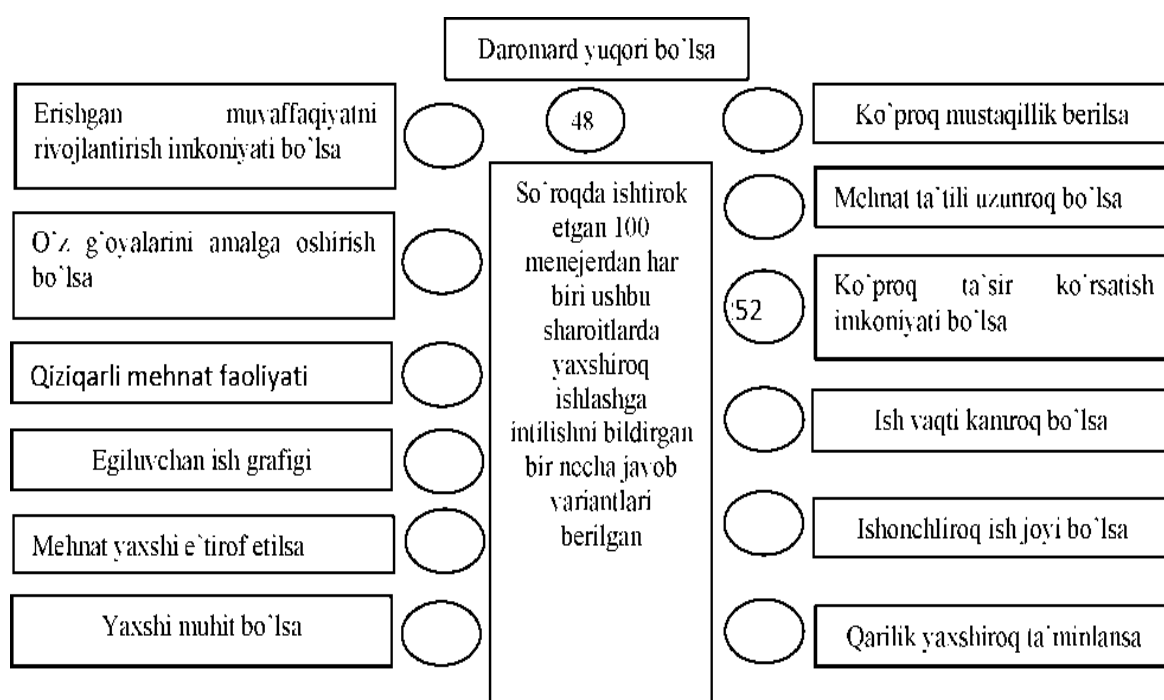 Daromard yuqori bo`lsa
Erishgan muvaffaqiyatni
rivojlantirish imkoniyati bo`lsa
O`z g`oyalarini amalga oshirish
bo`lsa
Qiziqarli mehnat faoliyati
Egiluvchan ish grafigi
Mehnat yaxshi e`tirof etilsa
Yaxshi muhit bo`lsa
48
So`roqda ishtirok
etgan 100
menejerdan har
biri ushbu
sharoitlarda
yaxshiroq
ishlashga
intilishni bildirgan
bir necha javob
variantlari
berilgan
Ko`proq mustaqillik berilsa
Mehnat ta`tili uzunroq bo`lsa
52
Ko`proq ta`sir ko`rsatish
imkoniyati bo`lsa
Ish vaqti kamroq bo`lsa
Ishonchliroq ish joyi bo`lsa
Qarilik yaxshiroq ta`minlansa